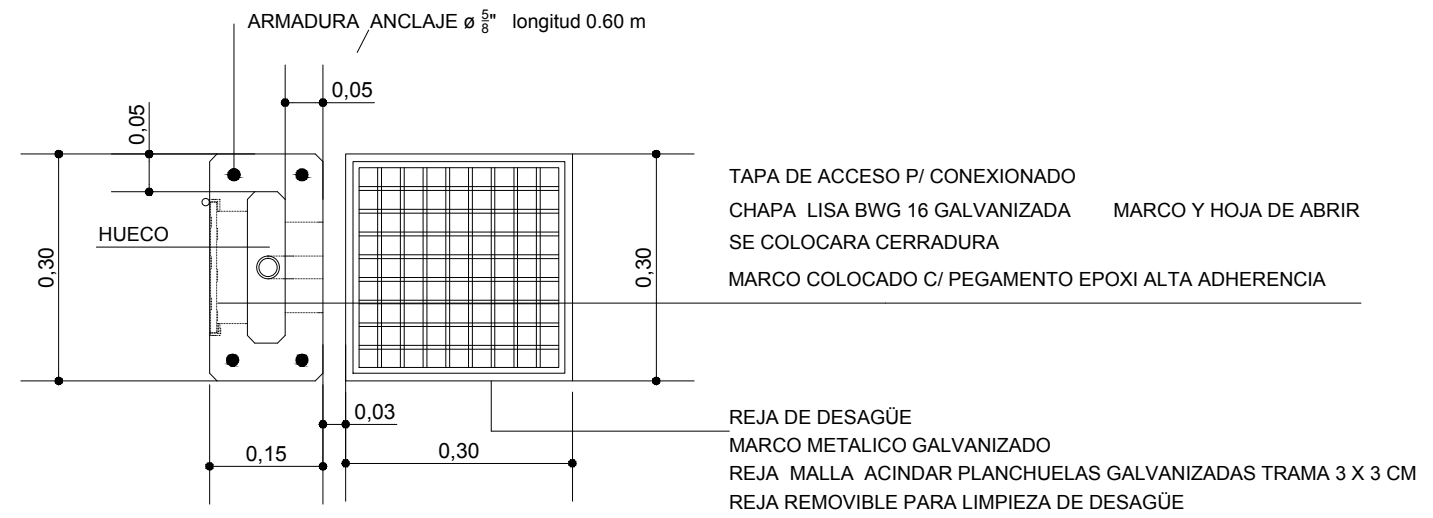 ARMADURA ANCLAJE ø 5/8" longitud 0.60 m
0,05
0,05
0,30
HUECO
0,30
TAPA DE ACCESO P/ CONEXIONADO
CHAPA LISA BWG 16 GALVANIZADA MARCO Y HOJA DE ABRIR
SE COLOCARA CERRADURA
MARCO COLOCADO C/ PEGAMENTO EPOXI ALTA ADHERENCIA
0,03
0,15
0,30
REJA DE DESAGÜE
MARCO METALICO GALVANIZADO
REJA MALLA ACINDAR PLANCHUELAS GALVANIZADAS TRAMA 3 X 3 CM
REJA REMOVIBLE PARA LIMPIEZA DE DESAGÜE